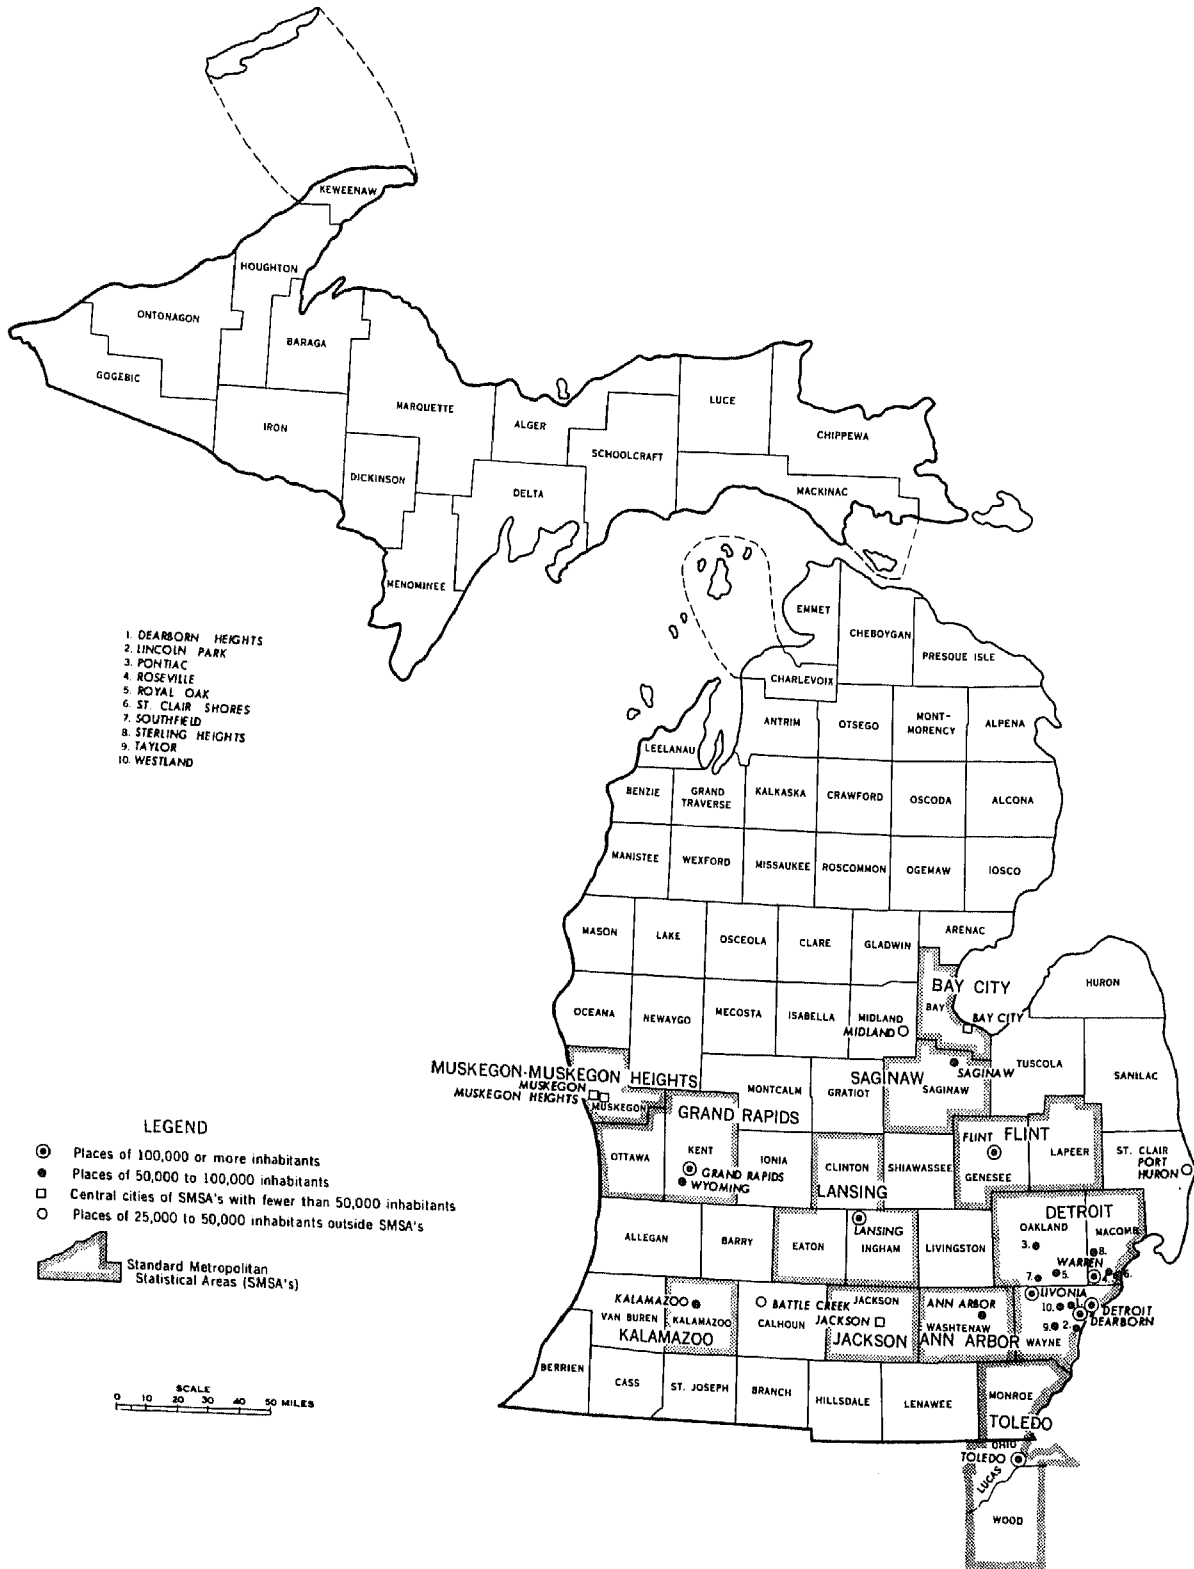 KEWEENAW
HOUGHTON
ONTONAGON
BARAGA
GOGEBIC
MARQUETTE
LUCE
ALGER
IRON
CHIPPEWA
SCHOOLCRAFT
DICKINSON
DELTA
MACKINAC
MENOMINEE
EMMET
CHEBOYGAN
PRESQUE ISLE
1. DEARBORN HEIGHTS
2. LINCOLN PARK
3. PONTIAC
4. ROSEVILLE
5. ROYAL OAK
6. ST. CLAIR SHORES
7. SOUTHFIELD
8. STERLING HEIGHTS
9. TAYLOR
10. WESTLAND
CHARLEVOIX
ANTRIM
OTSEGO
MONT-
MORENCY
ALPENA
LEELANAU
BENZIE
GRAND
TRAVERSE
KALKASKA
CRAWFORD
OSCODA
ALCONA
MANISTEE
WEXFORD
MISSAUKEE
ROSCOMMON
OGEMAW
IOSCO
MASON
LAKE
OSCEOLA
CLARE
GLADWIN
ARENAC
BAY CITY
BAY
BAY CITY
HURON
OCEANA
NEWAYGO
MECOSTA
ISABELLA
MIDLAND
MIDLAND
TUSCOLA
SANILAC
MUSKEGON-MUSKEGON HEIGHTS
MUSKEGON
MUSKEGON HEIGHTS
MUSKEGON
MONTCALM
GRATIOT
SAGINAW
SAGINAW
SAGINAW
GRAND RAPIDS
OTTAWA
KENT
GRAND RAPIDS
WYOMING
IONIA
CLINTON
LANSING
SHIAWASSEE
FLINT
FLINT
GENESEE
LAPEER
ST. CLAIR
PORT
HURON
LEGEND
Places of 100,000 or more inhabitants
Places of 50,000 to 100,000 inhabitants
Central cities of SMSA's with fewer than 50,000 inhabitants
Places of 25,000 to 50,000 inhabitants outside SMSA's
Standard Metropolitan
Statistical Areas (SMSA's)
ALLEGAN
BARRY
EATON
LANSING
INGHAM
LIVINGSTON
DETROIT
OAKLAND
MACOMB
3.
8.
WARREN
7.
5.
4.
6.
KALAMAZOO
VAN BUREN
KALAMAZOO
KALAMAZOO
BATTLE CREEK
CALHOUN
JACKSON
JACKSON
JACKSON
ANN ARBOR
WASHTENAW
ANN ARBOR
LIVONIA
10.
1.
DETROIT
DEARBORN
9.
2.
WAYNE
BERRIEN
CASS
ST. JOSEPH
BRANCH
HILLSDALE
LENAWEE
MONROE
TOLEDO
OHIO
TOLEDO
LUCAS
WOOD
SCALE
0 10 20 30 40 50 MILES